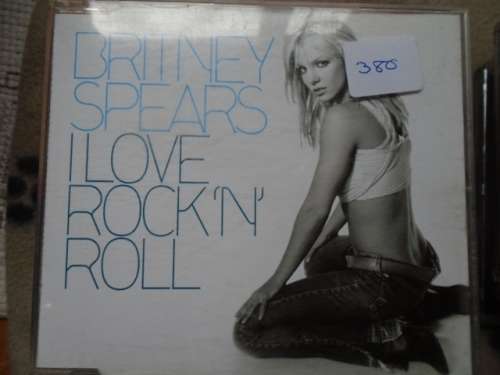 BRITNEY
SPEARS
I LOVE
ROCK 'N'
ROLL
380